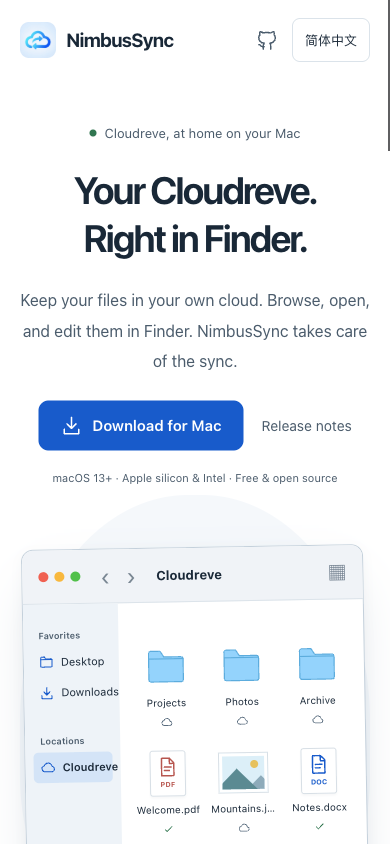 NimbusSync
简体中文
Cloudreve, at home on your Mac
Your Cloudreve.
Right in Finder.
Keep your files in your own cloud. Browse, open,
and edit them in Finder. NimbusSync takes care
of the sync.
Download for Mac
Release notes
macOS 13+ · Apple silicon & Intel · Free & open source
Cloudreve
Favorites
Desktop
Downloads
Locations
Cloudreve
Projects
Photos
Archive
PDF
DOC
Welcome.pdf
Mountains.j...
Notes.docx